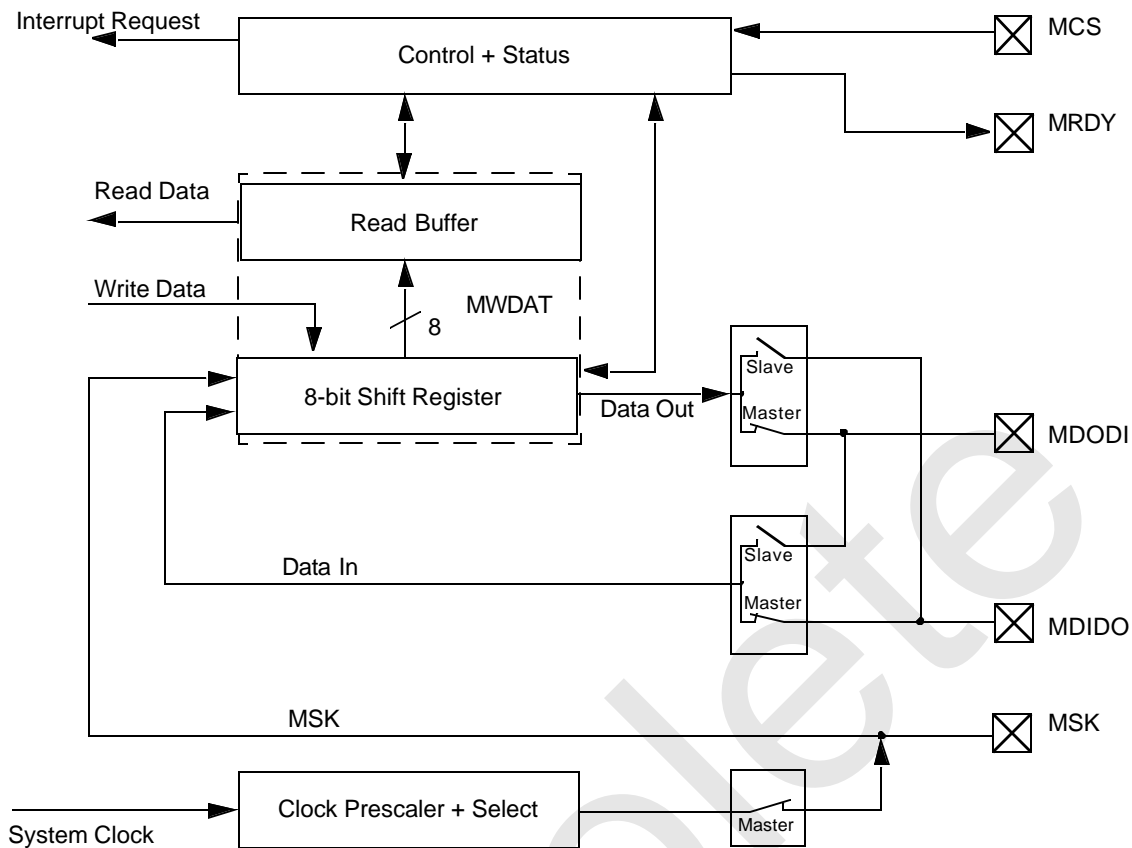 Interrupt Request
Control + Status
MCS
MRDY
Read Data
Read Buffer
Write Data
MWDAT
8
8-bit Shift Register
Data Out
Slave
Master
MDODI
Slave
Data In
Master
MDIDO
MSK
MSK
Clock Prescaler + Select
Master
System Clock